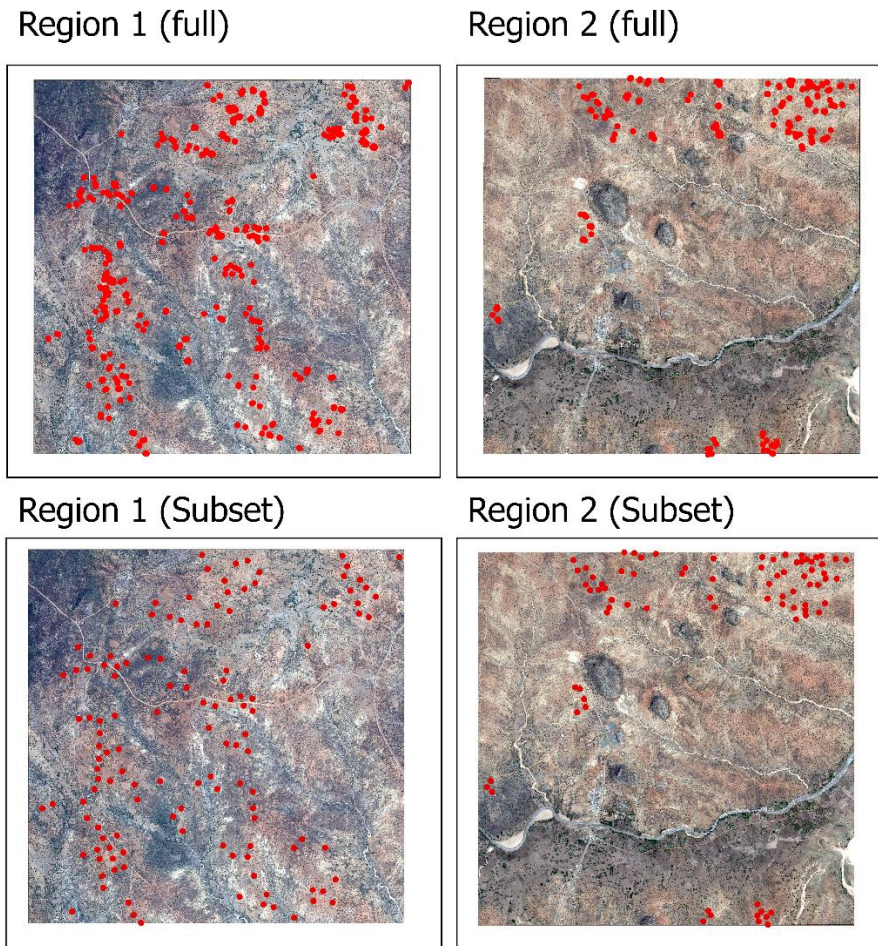 Region 1 (full)
Region 2 (full)
Region 1 (Subset)
Region 2 (Subset)